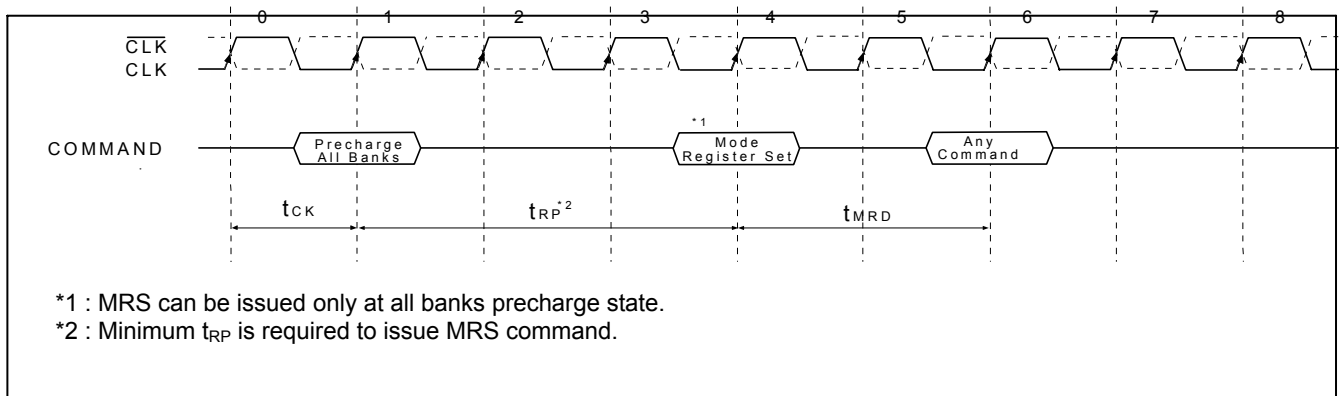 0 1 2 3 4 5 6 7 8
CLK
CLK
COMMAND
Precharge
All Banks
*1
Mode
Register Set
Any
Command
tCK
tRP*2
tMRD
*1 : MRS can be issued only at all banks precharge state.
*2 : Minimum tRP is required to issue MRS command.